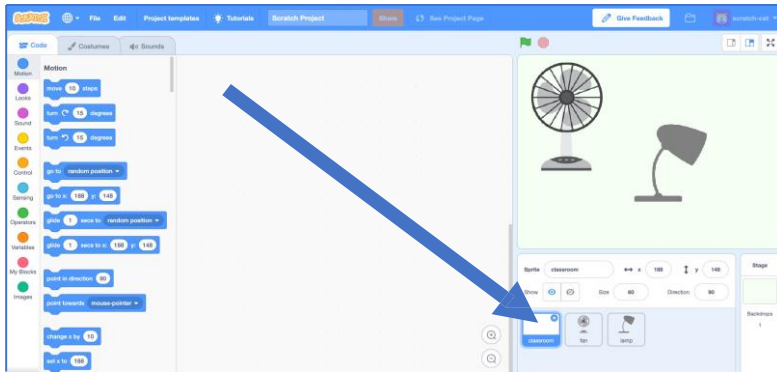 SCRATCH File Edit Project templates Tutorials Scratch Project Share See Project Page Give Feedback scratch-cat
Code Costumes Sounds
Motion
Looks
Sound
Events
Control
Sensing
Operators
Variables
My Blocks
Images
Motion
move 15 steps
turn 15 degrees
turn 15 degrees
go to random position
go to x: 188 y: 148
glide 1 secs to random position
glide 1 secs to x: 188 y: 148
point in direction 90
point towards mouse-pointer
change x by 10
set x to 188
Sprite classroom x 188 y 148
Show Size 60 Direction 90
classroom fan lamp
Stage
Backdrops
1